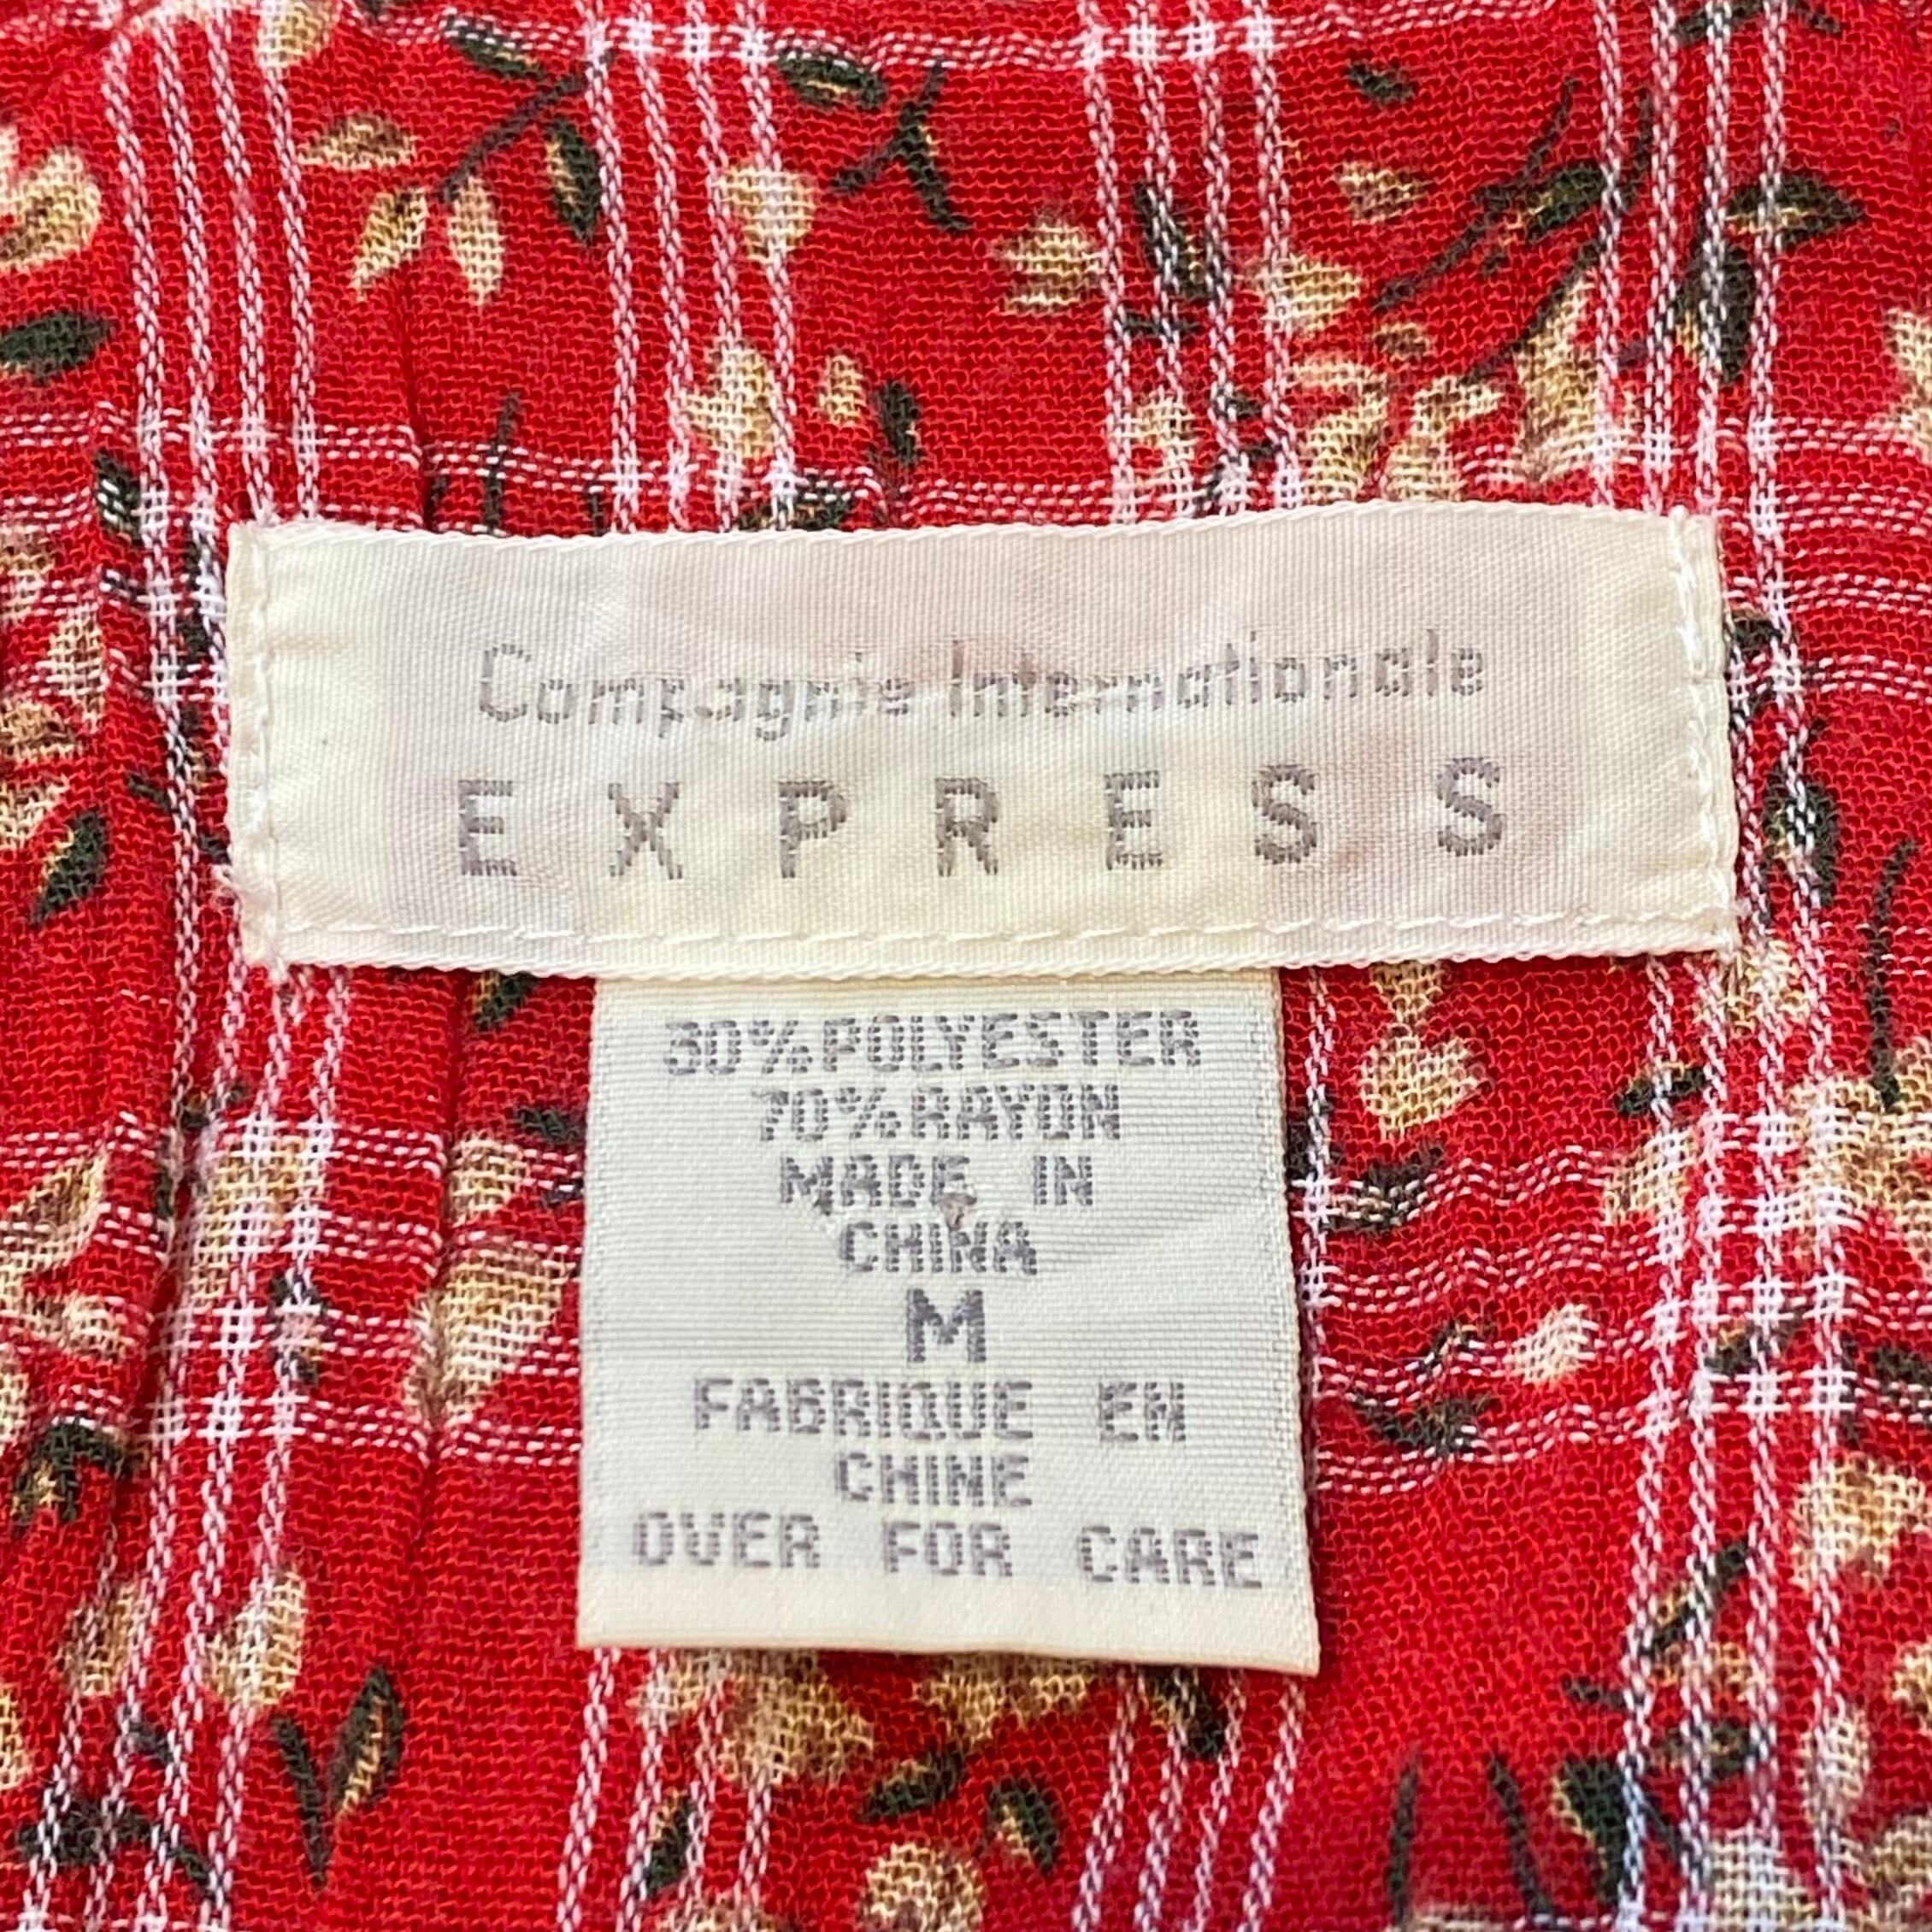 Compagnie Internationale
EXPRESS
30%POLYESTER
70%RAYON
MADE IN
CHINA
M
FABRIQUE EN
CHINE
OVER FOR CARE